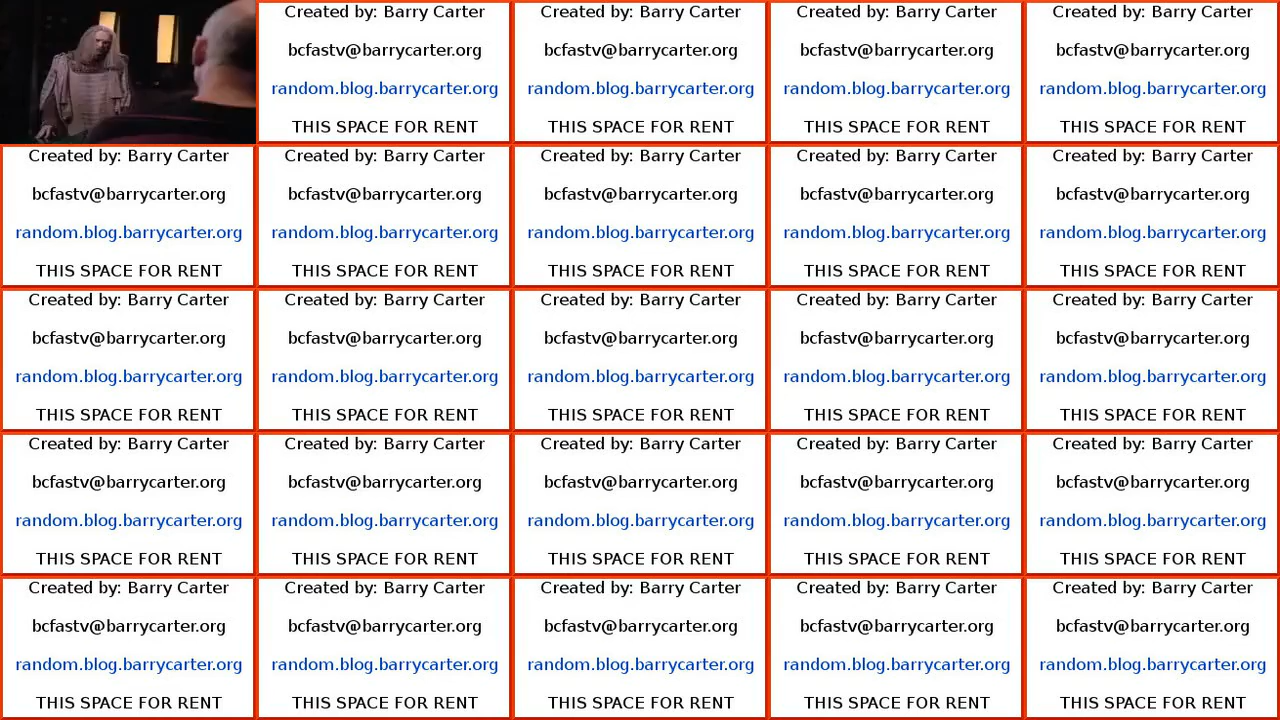 Created by: Barry Carter
bcfastv@barrycarter.org
random.blog.barrycarter.org
THIS SPACE FOR RENT
Created by: Barry Carter
bcfastv@barrycarter.org
random.blog.barrycarter.org
THIS SPACE FOR RENT
Created by: Barry Carter
bcfastv@barrycarter.org
random.blog.barrycarter.org
THIS SPACE FOR RENT
Created by: Barry Carter
bcfastv@barrycarter.org
random.blog.barrycarter.org
THIS SPACE FOR RENT
Created by: Barry Carter
bcfastv@barrycarter.org
random.blog.barrycarter.org
THIS SPACE FOR RENT
Created by: Barry Carter
bcfastv@barrycarter.org
random.blog.barrycarter.org
THIS SPACE FOR RENT
Created by: Barry Carter
bcfastv@barrycarter.org
random.blog.barrycarter.org
THIS SPACE FOR RENT
Created by: Barry Carter
bcfastv@barrycarter.org
random.blog.barrycarter.org
THIS SPACE FOR RENT
Created by: Barry Carter
bcfastv@barrycarter.org
random.blog.barrycarter.org
THIS SPACE FOR RENT
Created by: Barry Carter
bcfastv@barrycarter.org
random.blog.barrycarter.org
THIS SPACE FOR RENT
Created by: Barry Carter
bcfastv@barrycarter.org
random.blog.barrycarter.org
THIS SPACE FOR RENT
Created by: Barry Carter
bcfastv@barrycarter.org
random.blog.barrycarter.org
THIS SPACE FOR RENT
Created by: Barry Carter
bcfastv@barrycarter.org
random.blog.barrycarter.org
THIS SPACE FOR RENT
Created by: Barry Carter
bcfastv@barrycarter.org
random.blog.barrycarter.org
THIS SPACE FOR RENT
Created by: Barry Carter
bcfastv@barrycarter.org
random.blog.barrycarter.org
THIS SPACE FOR RENT
Created by: Barry Carter
bcfastv@barrycarter.org
random.blog.barrycarter.org
THIS SPACE FOR RENT
Created by: Barry Carter
bcfastv@barrycarter.org
random.blog.barrycarter.org
THIS SPACE FOR RENT
Created by: Barry Carter
bcfastv@barrycarter.org
random.blog.barrycarter.org
THIS SPACE FOR RENT
Created by: Barry Carter
bcfastv@barrycarter.org
random.blog.barrycarter.org
THIS SPACE FOR RENT
Created by: Barry Carter
bcfastv@barrycarter.org
random.blog.barrycarter.org
THIS SPACE FOR RENT
Created by: Barry Carter
bcfastv@barrycarter.org
random.blog.barrycarter.org
THIS SPACE FOR RENT
Created by: Barry Carter
bcfastv@barrycarter.org
random.blog.barrycarter.org
THIS SPACE FOR RENT
Created by: Barry Carter
bcfastv@barrycarter.org
random.blog.barrycarter.org
THIS SPACE FOR RENT
Created by: Barry Carter
bcfastv@barrycarter.org
random.blog.barrycarter.org
THIS SPACE FOR RENT